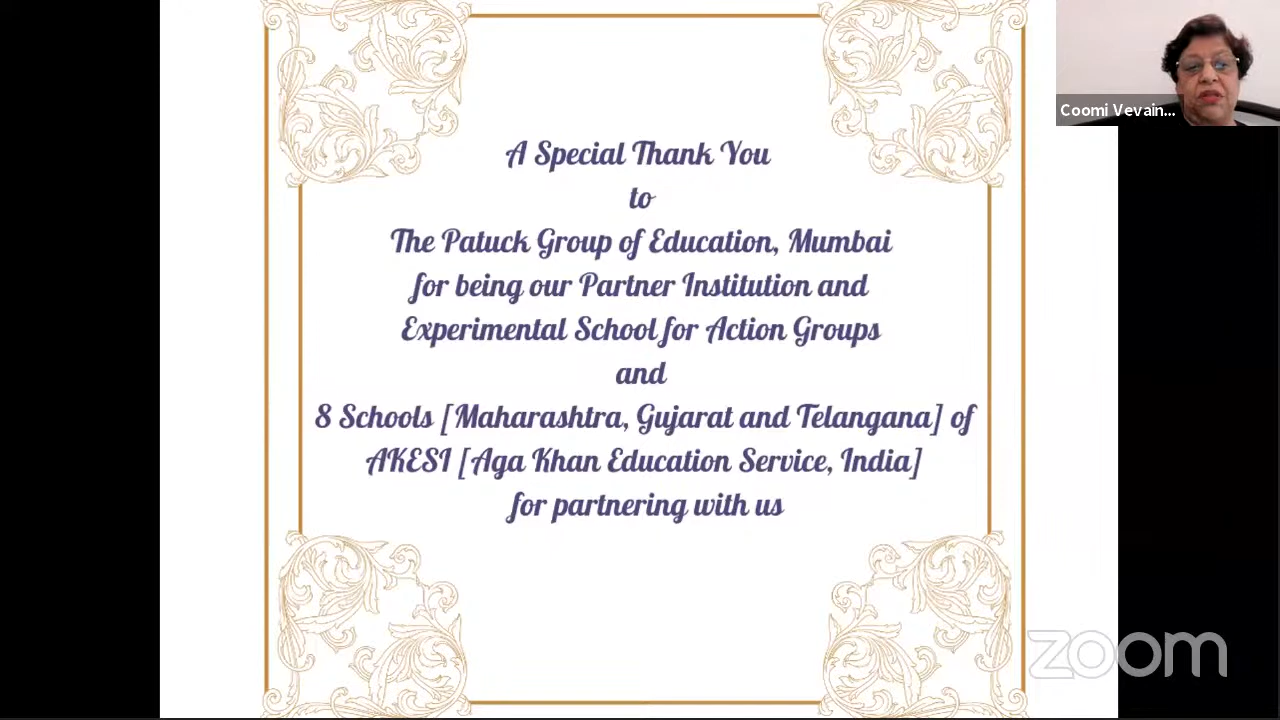 A Special Thank You
to
The Patuck Group of Education, Mumbai
for being our Partner Institution and
Experimental School for Action Groups
and
8 Schools [Maharashtra, Gujarat and Telangana] of
AKESI [Aga Khan Education Service, India]
for partnering with us
Coomi Vevain...
zoom